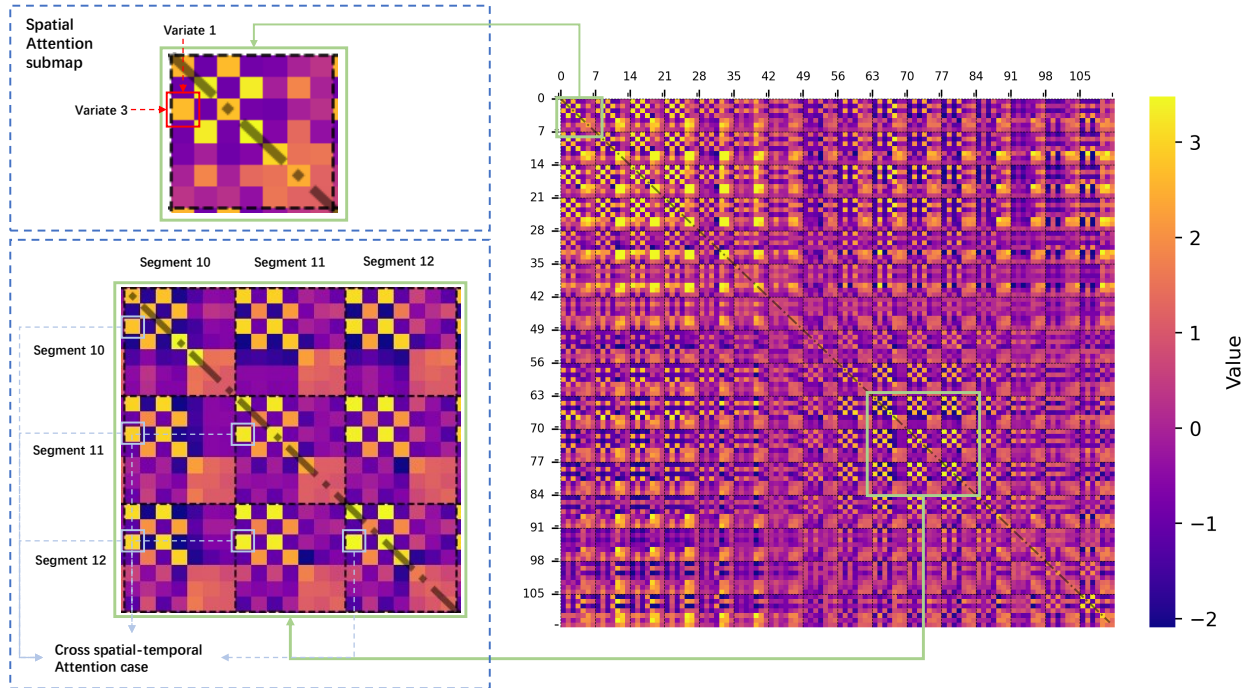 Spatial
Attention
submap
Variate 1
Variate 3
Segment 10 Segment 11 Segment 12
Segment 10
Segment 11
Segment 12
Cross spatial-temporal
Attention case
0 7 14 21 28 35 42 49 56 63 70 77 84 91 98 105
0
7
14
21
28
35
42
49
56
63
70
77
84
91
98
105
3
2
1
0
−1
−2
Value